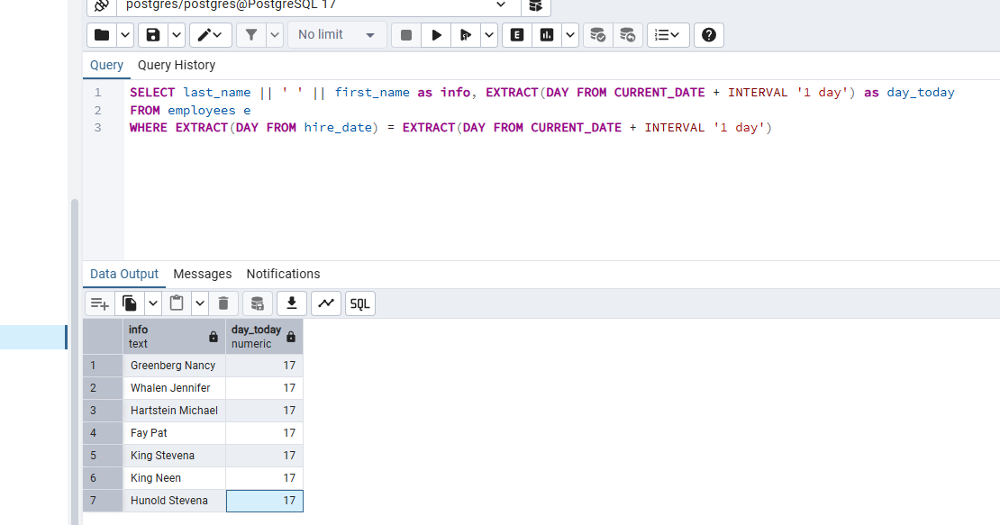 postgres/postgres@PostgreSQL 17
No limit
E
Query Query History
1 SELECT last_name || ' ' || first_name as info, EXTRACT(DAY FROM CURRENT_DATE + INTERVAL '1 day') as day_today
2 FROM employees e
3 WHERE EXTRACT(DAY FROM hire_date) = EXTRACT(DAY FROM CURRENT_DATE + INTERVAL '1 day')
Data Output Messages Notifications
SQL
info day_today
text numeric
1 Greenberg Nancy 17
2 Whalen Jennifer 17
3 Hartstein Michael 17
4 Fay Pat 17
5 King Stevena 17
6 King Neen 17
7 Hunold Stevena 17